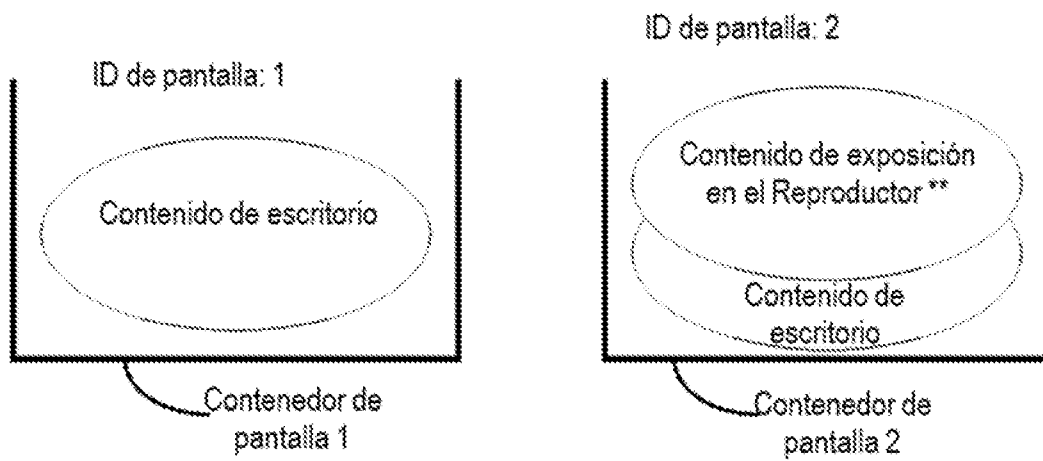 ID de pantalla: 1
Contenido de escritorio
Contenedor de
pantalla 1
ID de pantalla: 2
Contenido de exposición
en el Reproductor **
Contenido de
escritorio
Contenedor de
pantalla 2